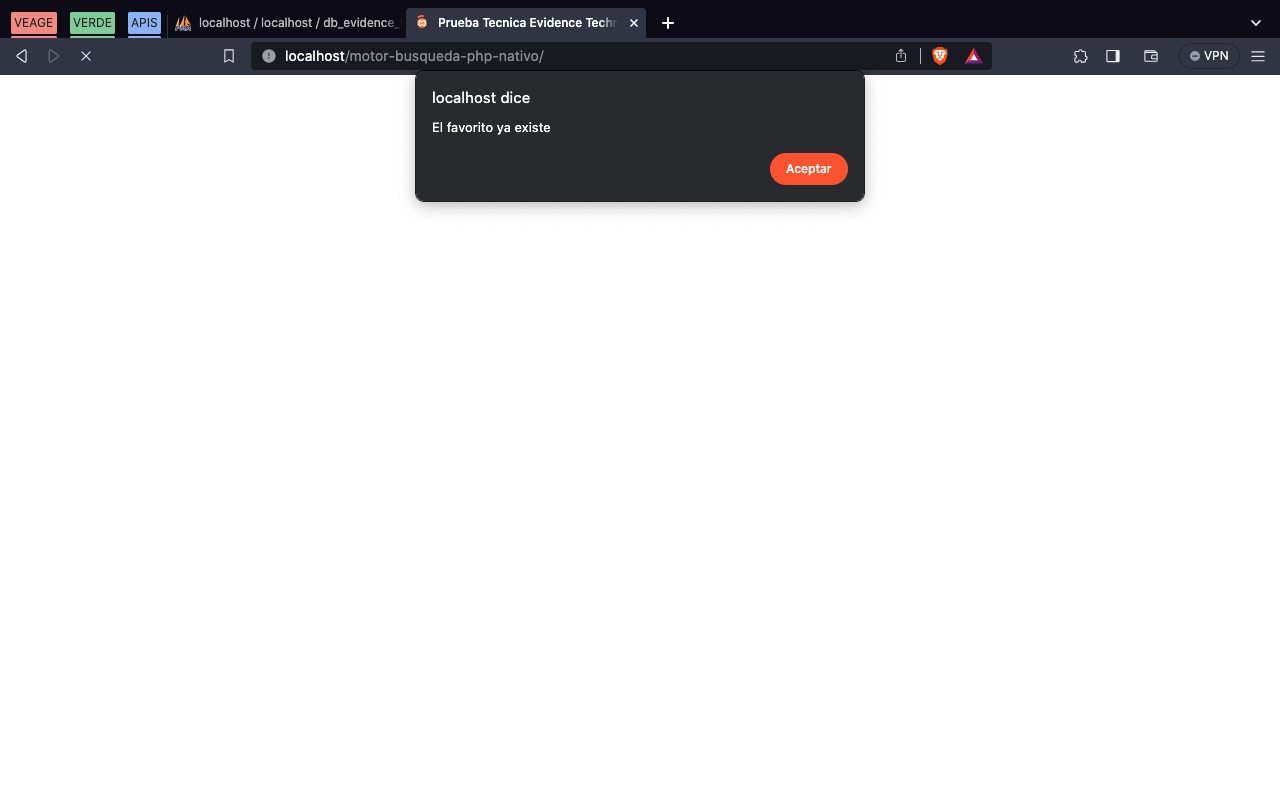 VEAGE VERDE APIS localhost / localhost / db_evidence_ Prueba Tecnica Evidence Tech
localhost/motor-busqueda-php-nativo/ VPN
localhost dice
El favorito ya existe
Aceptar